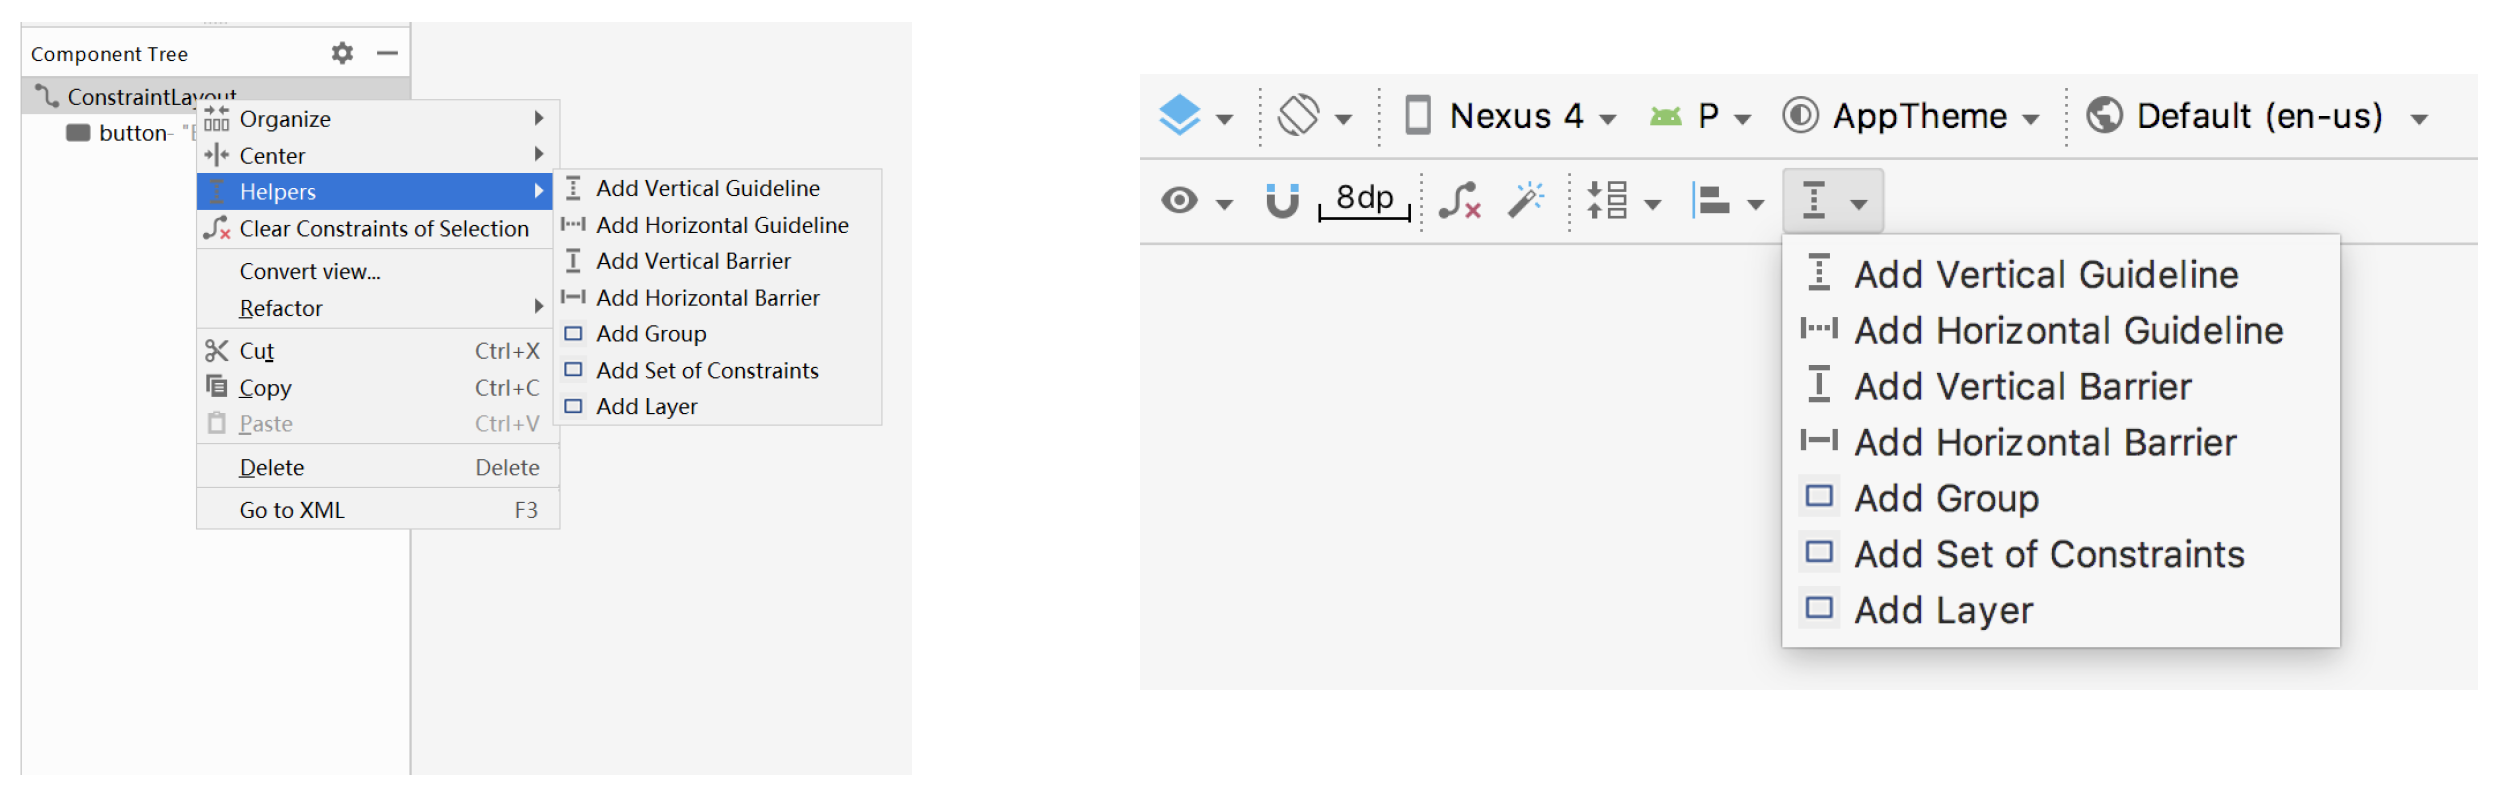 Component Tree
ConstraintLayout
button
Organize
Center
Helpers
Clear Constraints of Selection
Convert view...
Refactor
Cut Ctrl+X
Copy Ctrl+C
Paste Ctrl+V
Delete Delete
Go to XML F3
Add Vertical Guideline
Add Horizontal Guideline
Add Vertical Barrier
Add Horizontal Barrier
Add Group
Add Set of Constraints
Add Layer
Nexus 4 P AppTheme Default (en-us)
8dp
Add Vertical Guideline
Add Horizontal Guideline
Add Vertical Barrier
Add Horizontal Barrier
Add Group
Add Set of Constraints
Add Layer